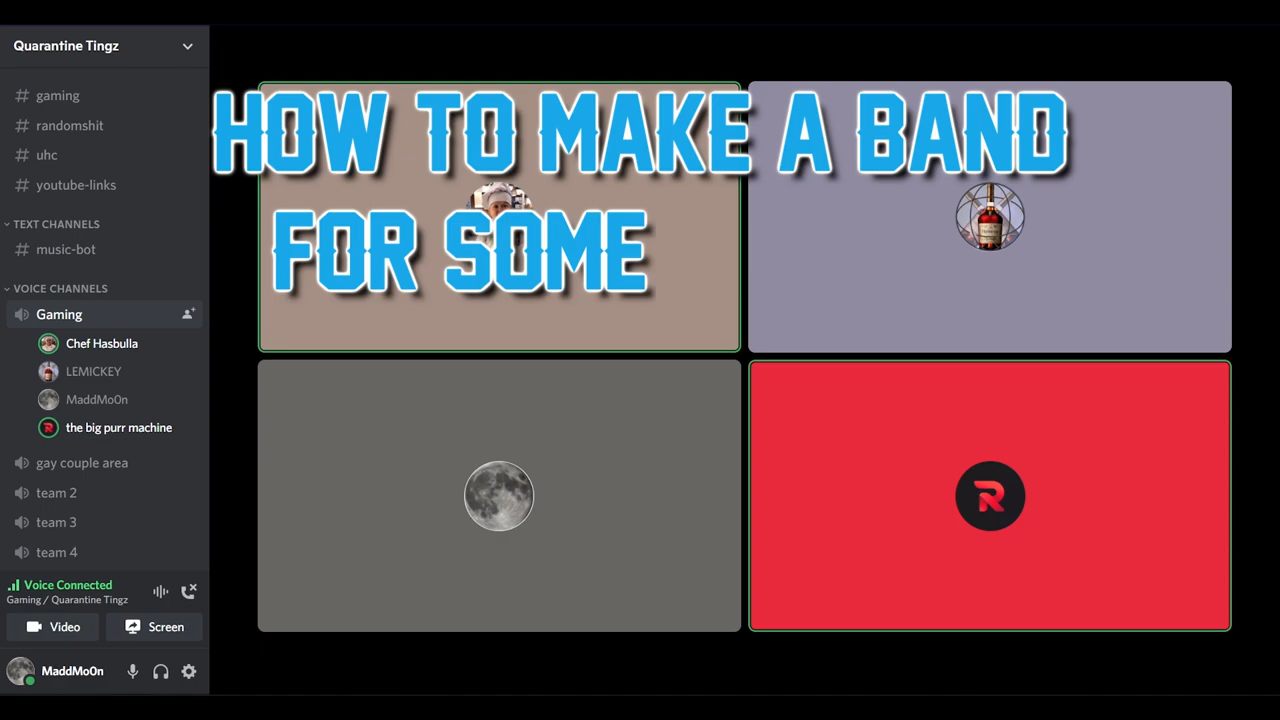 Quarantine Tingz
# gaming
# randomshit
# uhc
# youtube-links
TEXT CHANNELS
# music-bot
VOICE CHANNELS
Gaming
Chef Hasbulla
LEMICKEY
MaddMo0n
the big purr machine
gay couple area
team 2
team 3
team 4
Voice Connected
Gaming / Quarantine Tingz
Video
Screen
MaddMo0n
HOW TO MAKE A BAND
FOR SOME
R